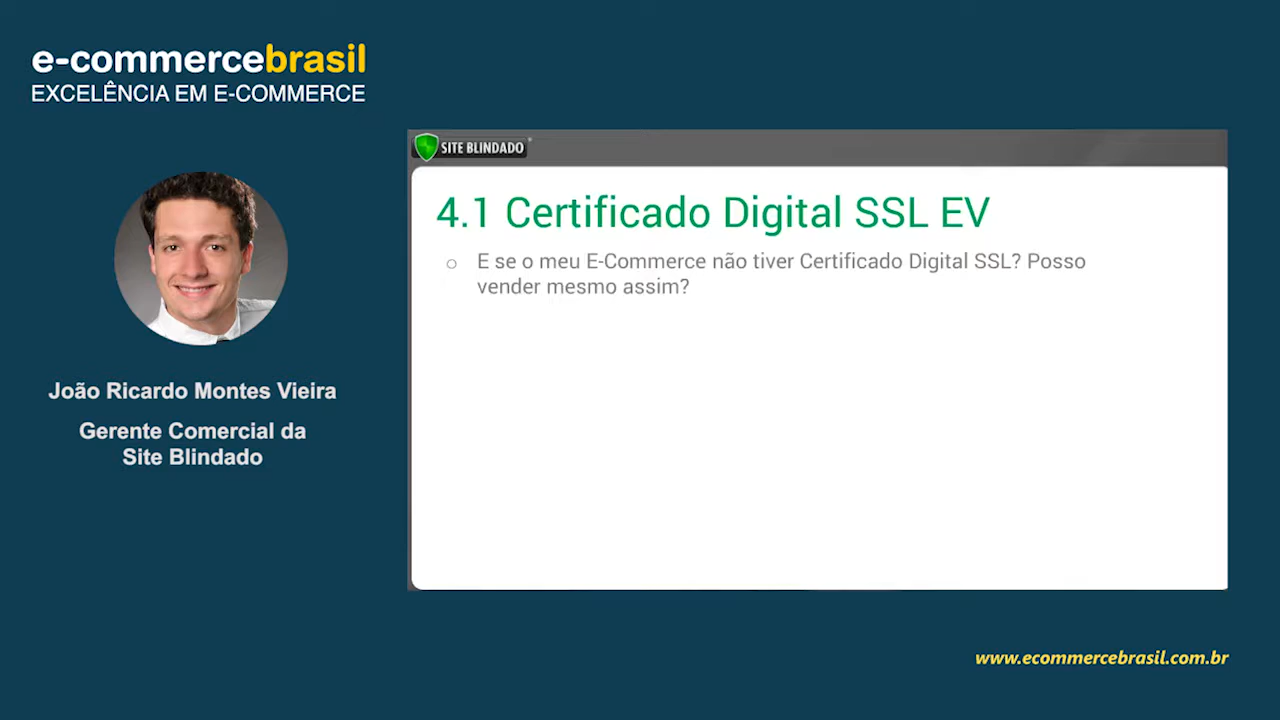 e-commercebrasil
EXCELÊNCIA EM E-COMMERCE
João Ricardo Montes Vieira
Gerente Comercial da
Site Blindado
SITE BLINDADO
4.1 Certificado Digital SSL EV
○ E se o meu E-Commerce não tiver Certificado Digital SSL? Posso
vender mesmo assim?
www.ecommercebrasil.com.br